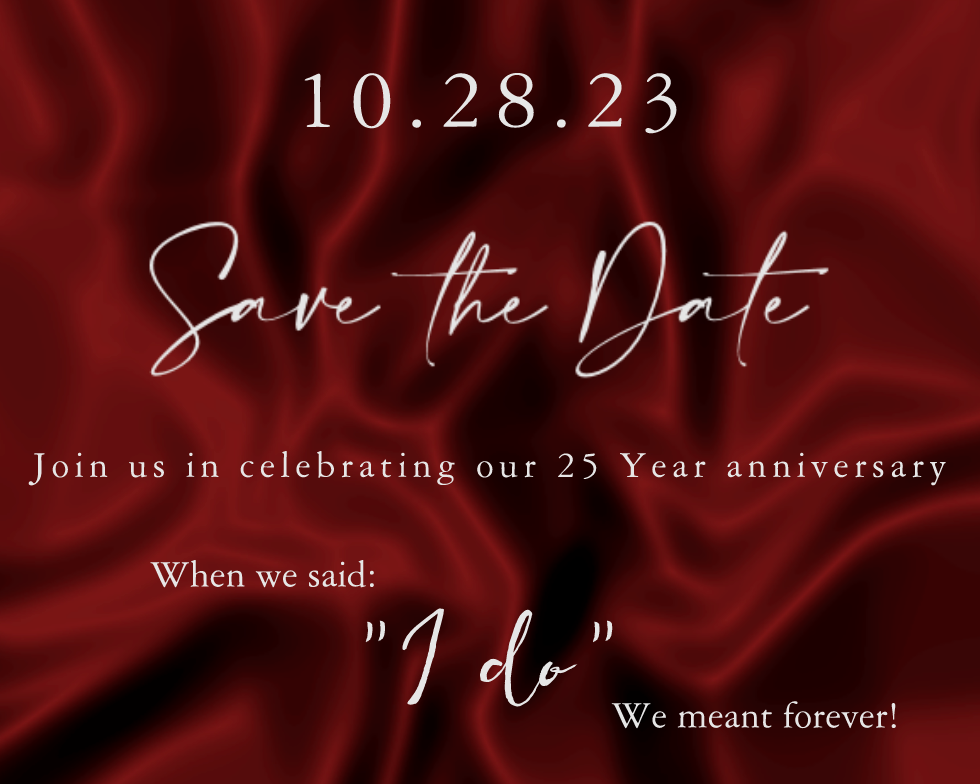 10.28.23
Save the Date
Join us in celebrating our 25 Year anniversary
When we said:
"I do"
We meant forever!